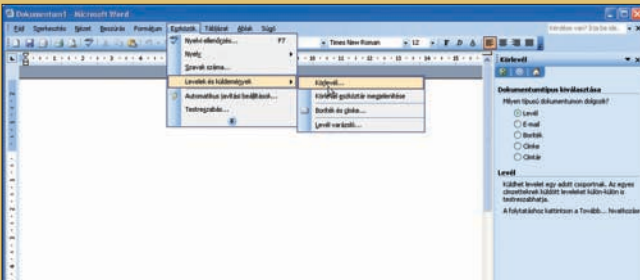 Dokumentum1 - Microsoft Word
Fájl Szerkesztés Nézet Beszúrás Formátum Eszközök Táblázat Ablak Súgó
Nyelvi ellenőrzés... F7
Nyelv
Szavak száma...
Levelek és küldemények
Automatikus javítási beállítások...
Testreszabás...
Körlevél...
Körlevél eszköztár megjelenítése
Boríték és címke...
Levél varázsló...
Times New Roman 12 F D A
Körlevél
Dokumentumtípus kiválasztása
Milyen típusú dokumentumon dolgozik?
Levél
E-mail
Boríték
Címke
Címtár
Levél
Küldhet levelet egy adott csoportnak. Az egyes
címzetteknek küldött leveleket külön-külön is
testreszabhatja.
A folytatáshoz kattintson a Tovább...